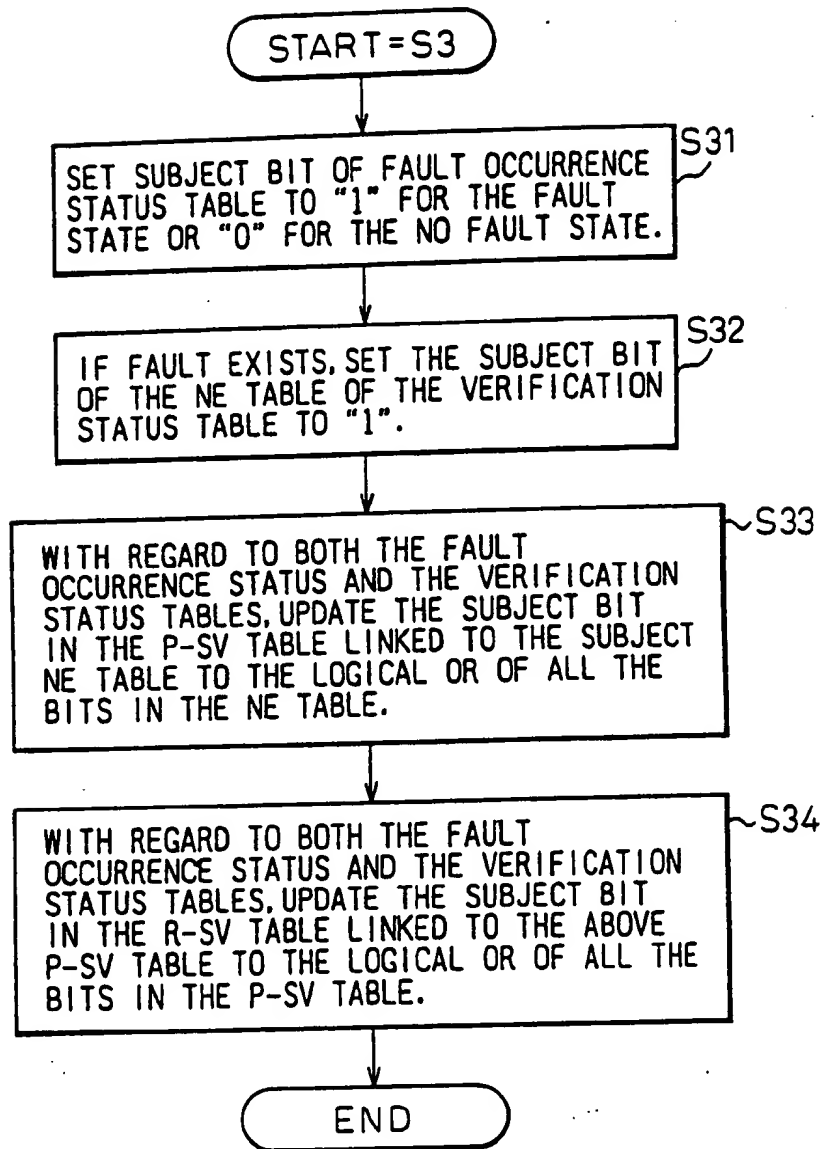 START=S3
S31
SET SUBJECT BIT OF FAULT OCCURRENCE
STATUS TABLE TO "1" FOR THE FAULT
STATE OR "0" FOR THE NO FAULT STATE.
S32
IF FAULT EXISTS, SET THE SUBJECT BIT
OF THE NE TABLE OF THE VERIFICATION
STATUS TABLE TO "1".
S33
WITH REGARD TO BOTH THE FAULT
OCCURRENCE STATUS AND THE VERIFICATION
STATUS TABLES, UPDATE THE SUBJECT BIT
IN THE P-SV TABLE LINKED TO THE SUBJECT
NE TABLE TO THE LOGICAL OR OF ALL THE
BITS IN THE NE TABLE.
S34
WITH REGARD TO BOTH THE FAULT
OCCURRENCE STATUS AND THE VERIFICATION
STATUS TABLES, UPDATE THE SUBJECT BIT
IN THE R-SV TABLE LINKED TO THE ABOVE
P-SV TABLE TO THE LOGICAL OR OF ALL THE
BITS IN THE P-SV TABLE.
END